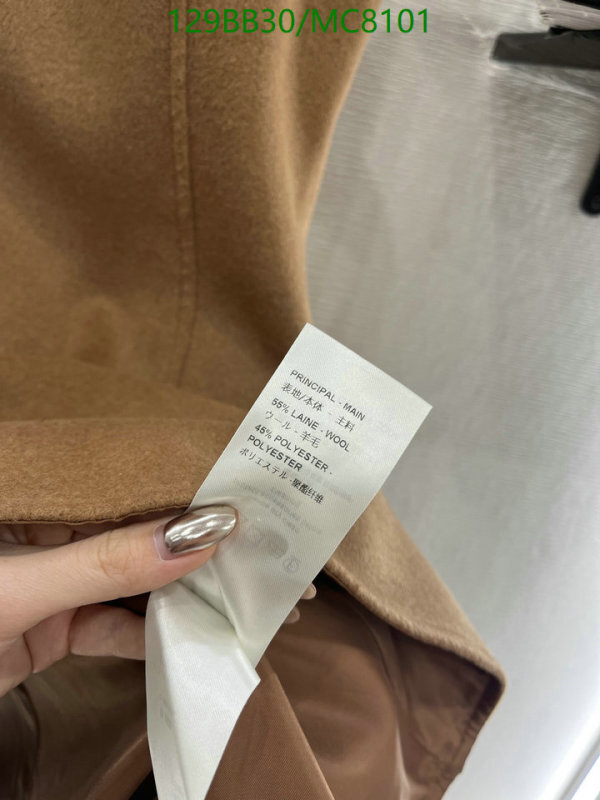 129BB30/MC8101
PRINCIPAL - MAIN
表地/本体 - 主料
55% LAINE - WOOL
ウール - 羊毛
45% POLYESTER -
POLYESTER
ポリエステル - 聚酯纤维